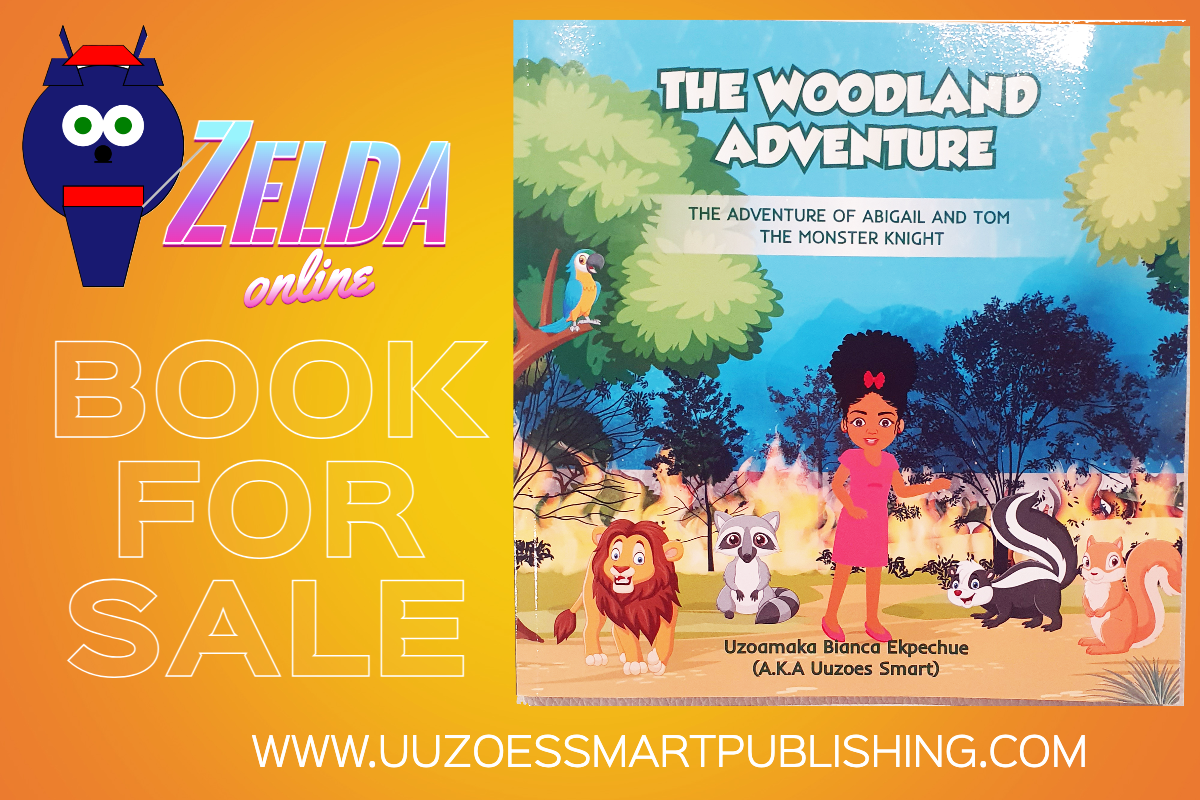 ZELDA
online
BOOK
FOR
SALE
THE WOODLAND
ADVENTURE
THE ADVENTURE OF ABIGAIL AND TOM
THE MONSTER KNIGHT
Uzoamaka Bianca Ekpechue
(A.K.A Uuzoes Smart)
WWW.UUZOESSMARTPUBLISHING.COM